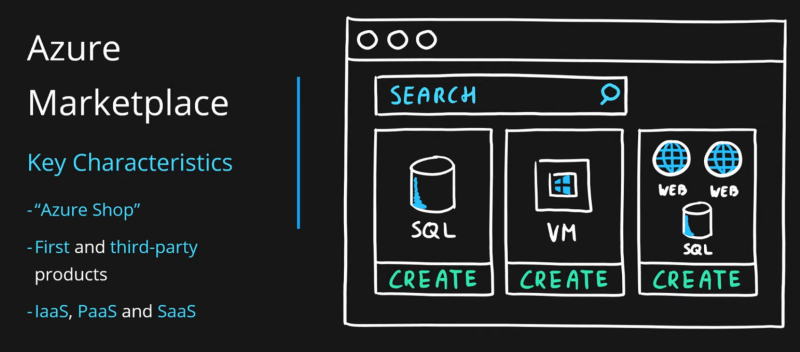 Azure
Marketplace
Key Characteristics
-“Azure Shop”
-First and third-party
products
-IaaS, PaaS and SaaS
SEARCH
SQL
CREATE
VM
CREATE
WEB WEB
SQL
CREATE